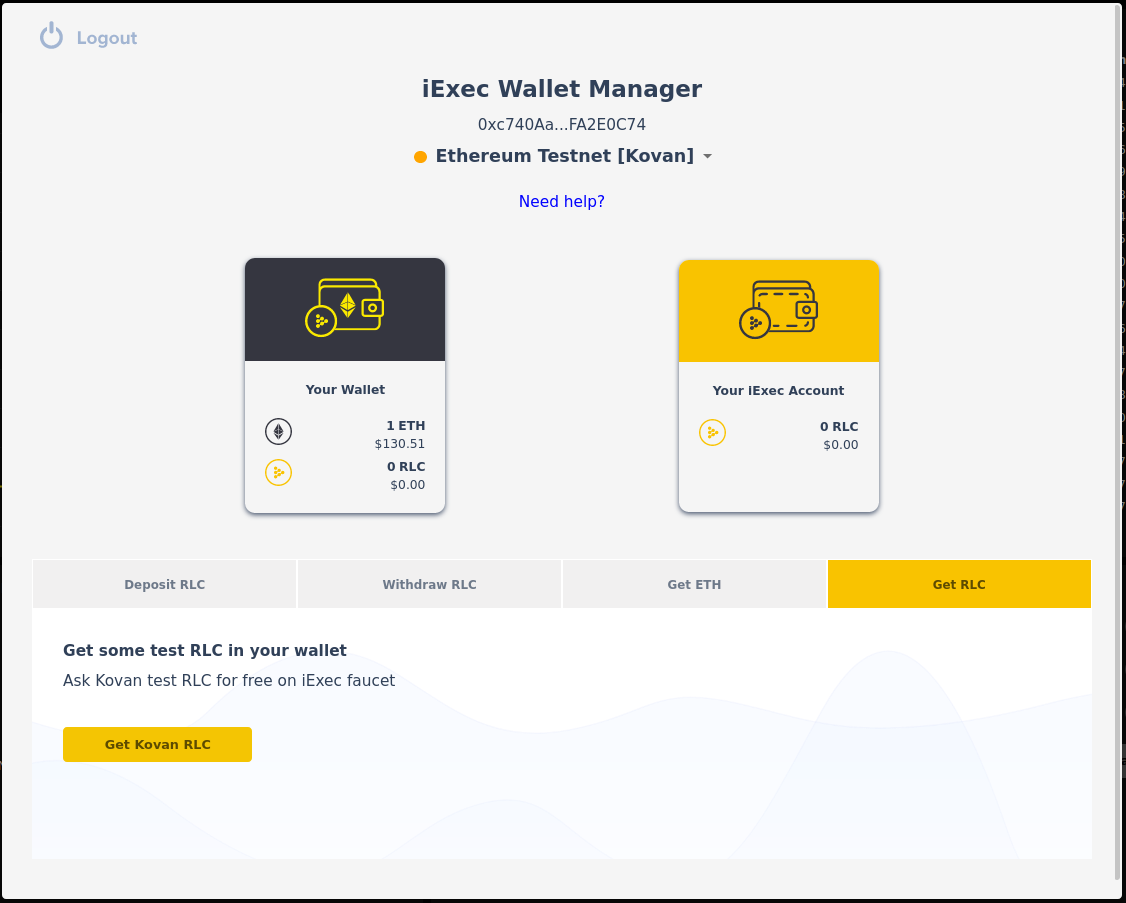 Logout
iExec Wallet Manager
0xc740Aa...FA2E0C74
Ethereum Testnet [Kovan]
Need help?
Your Wallet
1 ETH
$130.51
0 RLC
$0.00
Your iExec Account
0 RLC
$0.00
Deposit RLC
Withdraw RLC
Get ETH
Get RLC
Get some test RLC in your wallet
Ask Kovan test RLC for free on iExec faucet
Get Kovan RLC